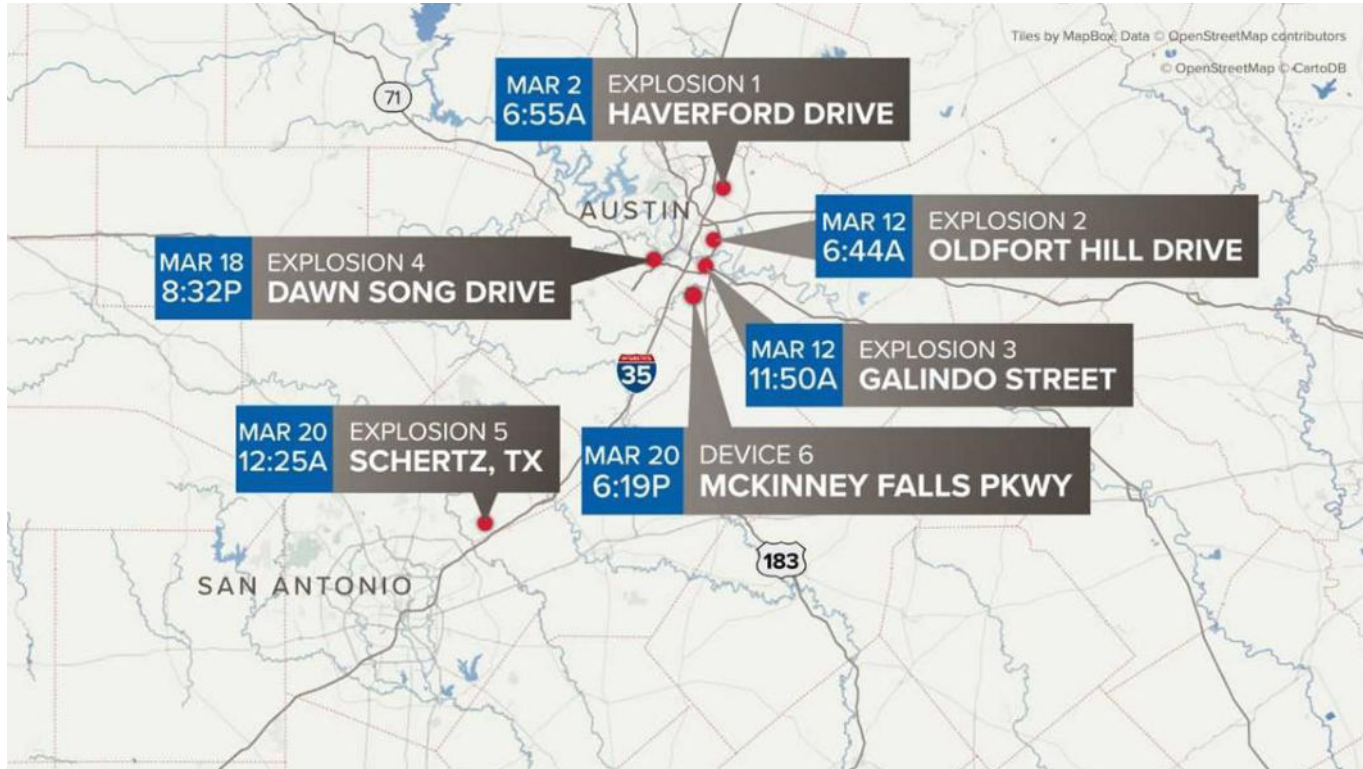 Tiles by MapBox, Data © OpenStreetMap contributors
© OpenStreetMap © CartoDB
MAR 2
6:55A
EXPLOSION 1
HAVERFORD DRIVE
71
AUSTIN
MAR 12
6:44A
EXPLOSION 2
OLDFORT HILL DRIVE
MAR 18
8:32P
EXPLOSION 4
DAWN SONG DRIVE
MAR 12
11:50A
EXPLOSION 3
GALINDO STREET
INTERSTATE
35
MAR 20
12:25A
EXPLOSION 5
SCHERTZ, TX
MAR 20
6:19P
DEVICE 6
MCKINNEY FALLS PKWY
183
SAN ANTONIO